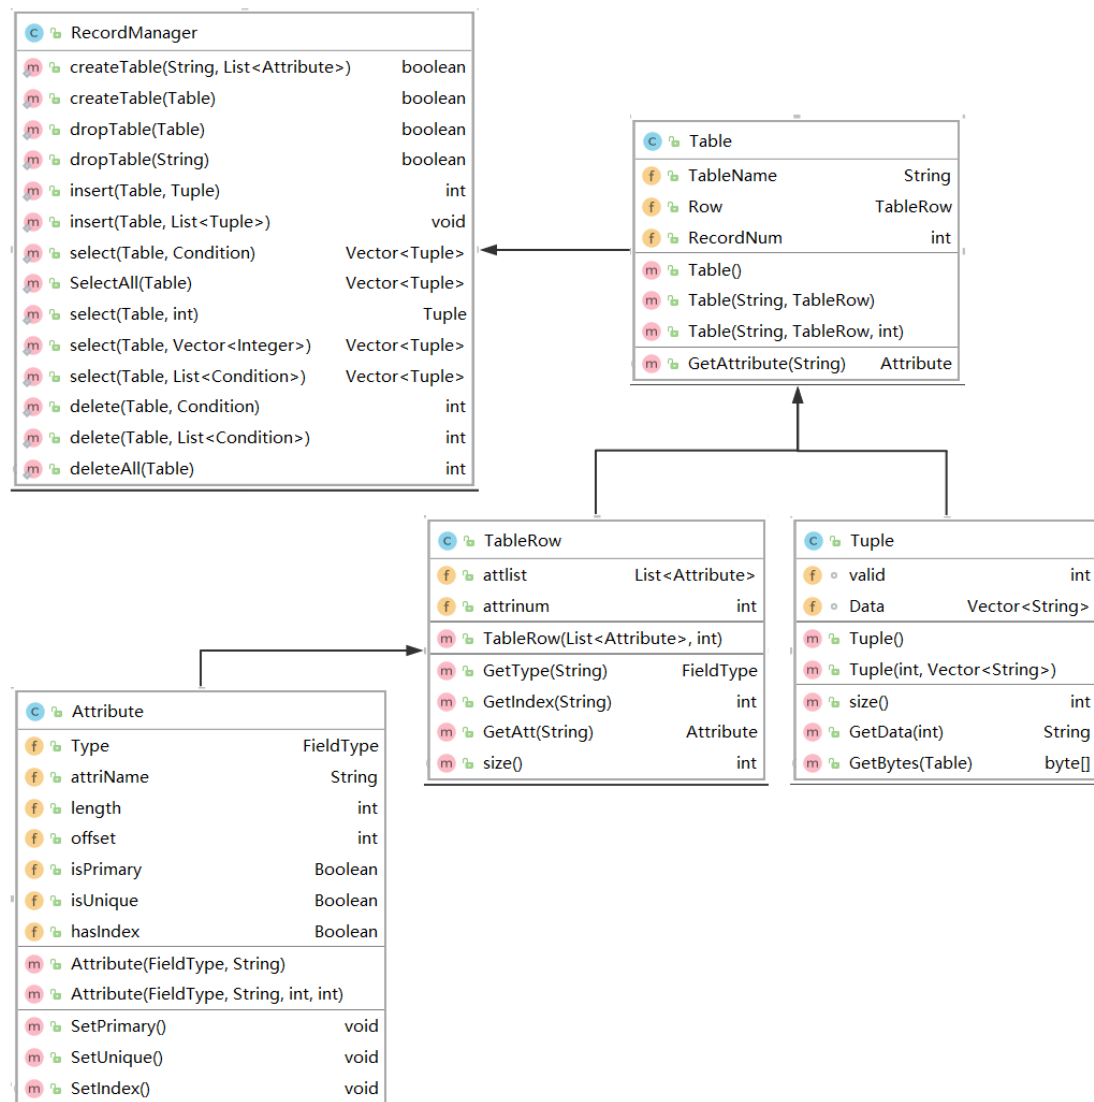 RecordManager
createTable(String, List<Attribute>) boolean
createTable(Table) boolean
dropTable(Table) boolean
dropTable(String) boolean
insert(Table, Tuple) int
insert(Table, List<Tuple>) void
select(Table, Condition) Vector<Tuple>
SelectAll(Table) Vector<Tuple>
select(Table, int) Tuple
select(Table, Vector<Integer>) Vector<Tuple>
select(Table, List<Condition>) Vector<Tuple>
delete(Table, Condition) int
delete(Table, List<Condition>) int
deleteAll(Table) int
Table
TableName String
Row TableRow
RecordNum int
Table()
Table(String, TableRow)
Table(String, TableRow, int)
GetAttribute(String) Attribute
TableRow
attlist List<Attribute>
attrinum int
TableRow(List<Attribute>, int)
GetType(String) FieldType
GetIndex(String) int
GetAtt(String) Attribute
size() int
Tuple
valid int
Data Vector<String>
Tuple()
Tuple(int, Vector<String>)
size() int
GetData(int) String
GetBytes(Table) byte[]
Attribute
Type FieldType
attriName String
length int
offset int
isPrimary Boolean
isUnique Boolean
hasIndex Boolean
Attribute(FieldType, String)
Attribute(FieldType, String, int, int)
SetPrimary() void
SetUnique() void
SetIndex() void